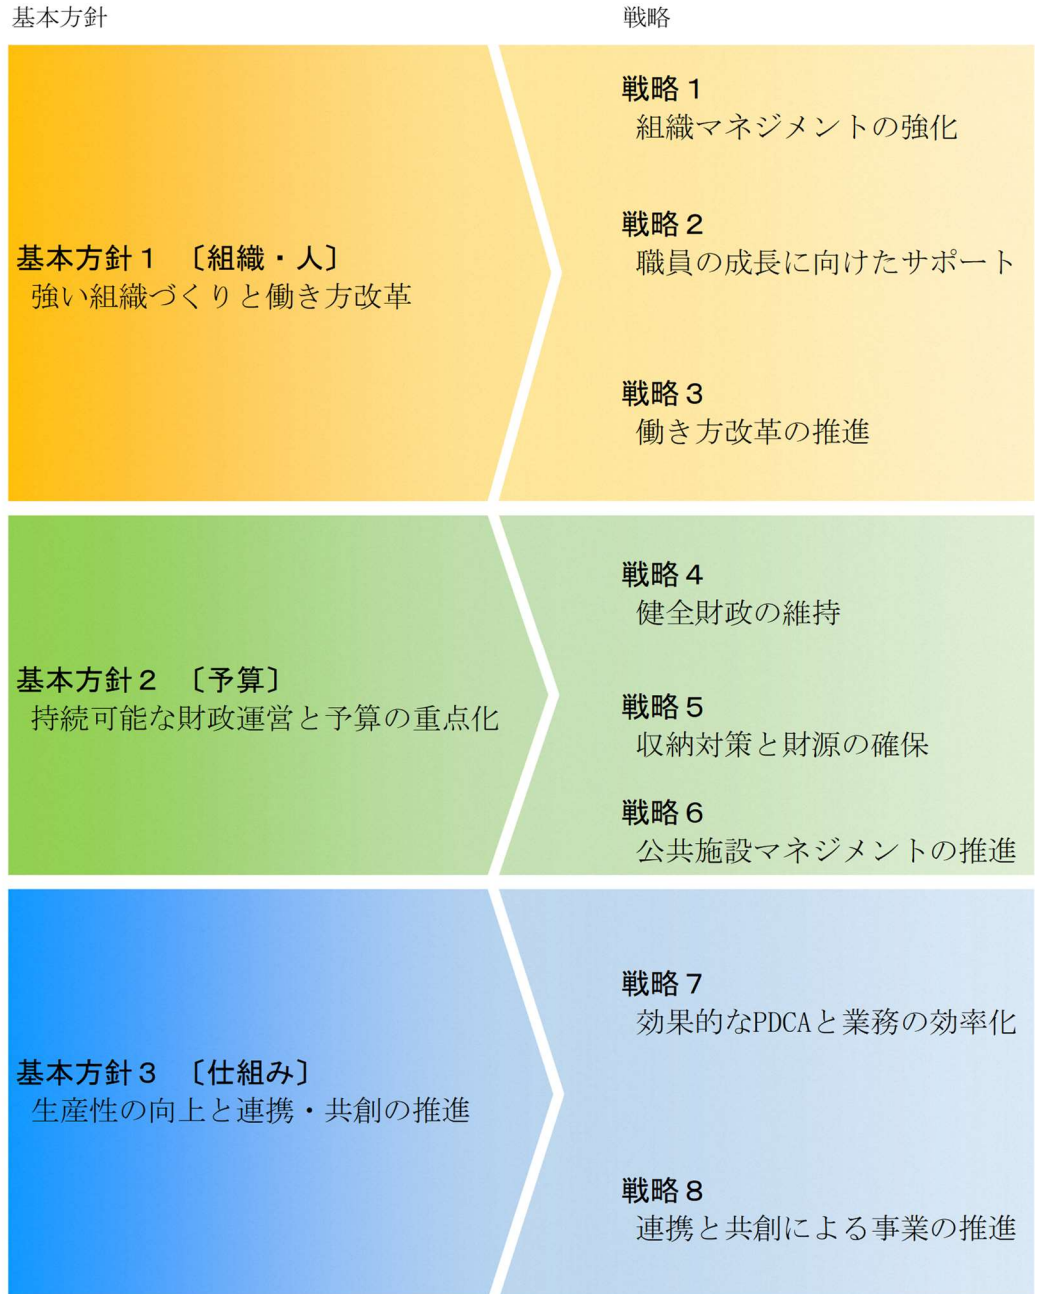 基本方針
戦略
基本方針１　〔組織・人〕
強い組織づくりと働き方改革
戦略１
組織マネジメントの強化
戦略２
職員の成長に向けたサポート
戦略３
働き方改革の推進
基本方針２　〔予算〕
持続可能な財政運営と予算の重点化
戦略４
健全財政の維持
戦略５
収納対策と財源の確保
戦略６
公共施設マネジメントの推進
基本方針３　〔仕組み〕
生産性の向上と連携・共創の推進
戦略７
効果的なPDCAと業務の効率化
戦略８
連携と共創による事業の推進